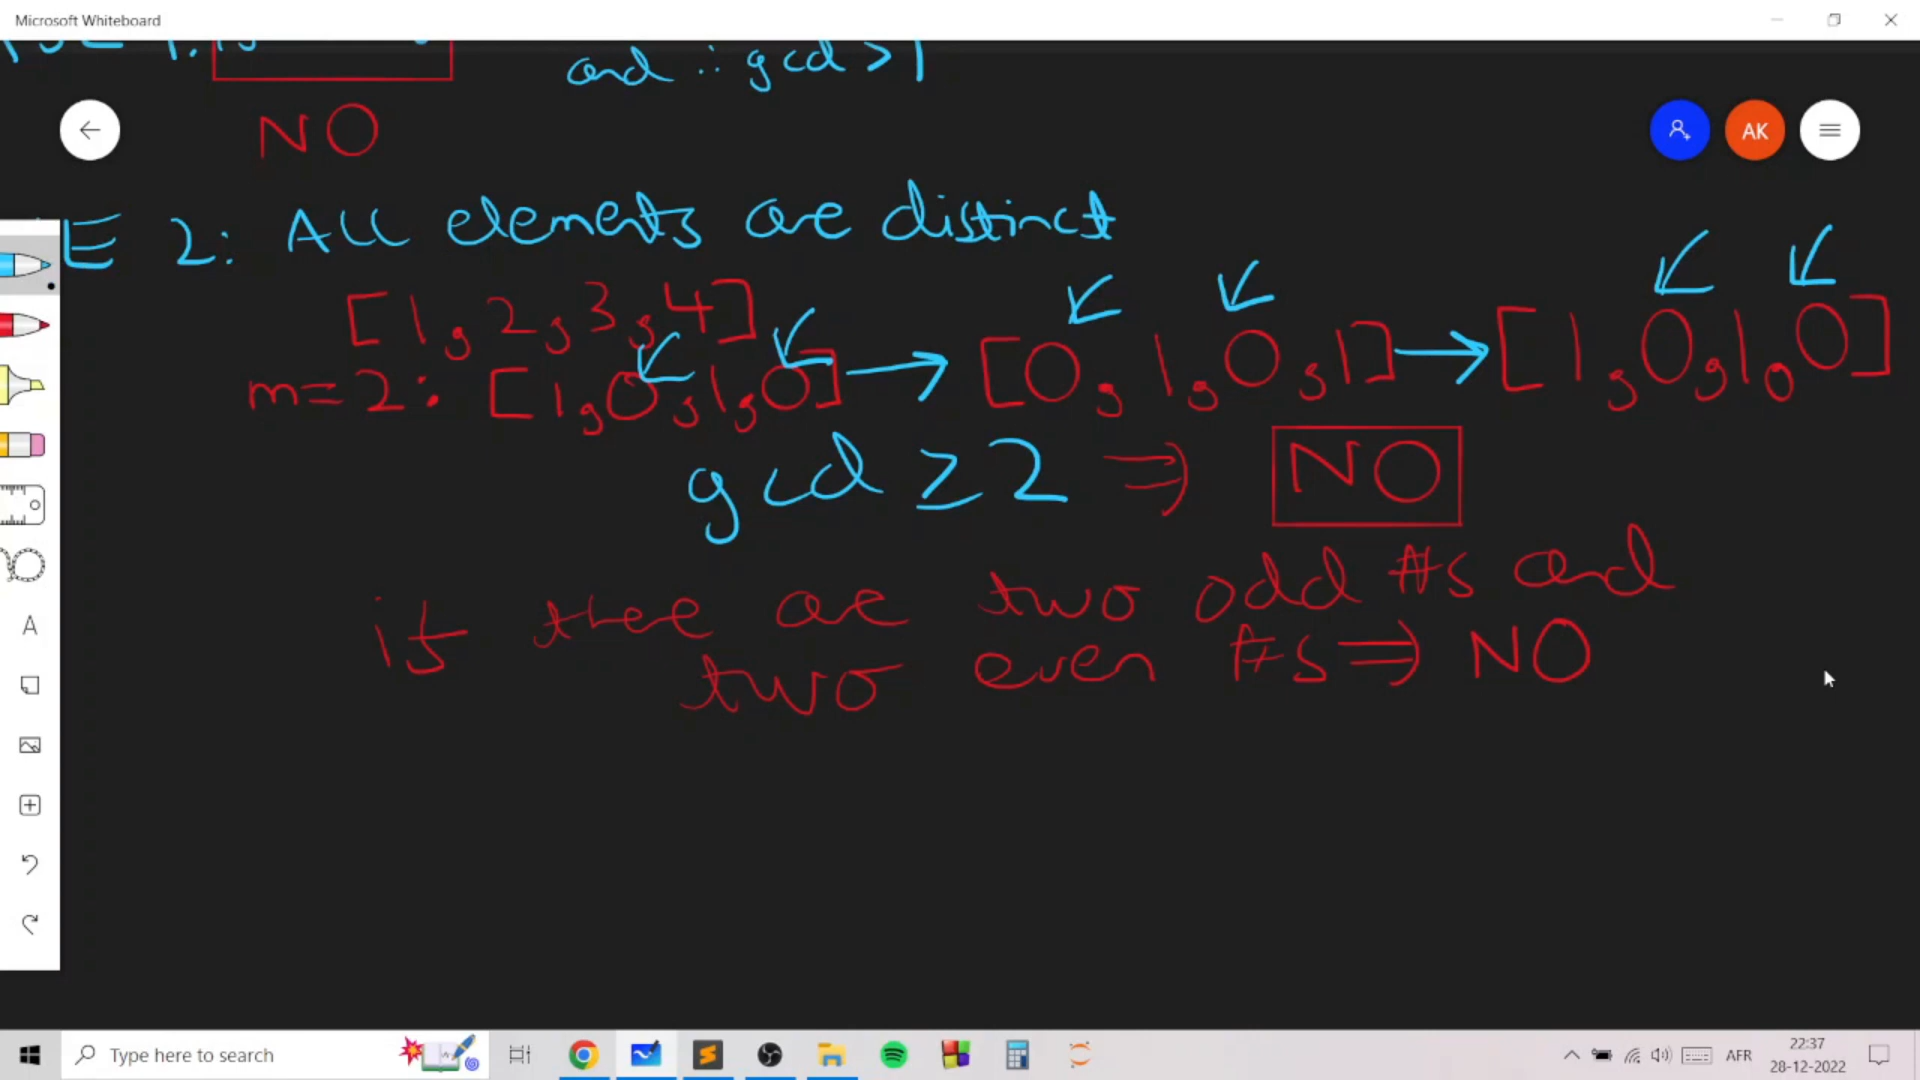 Microsoft Whiteboard
and ∴ gcd > 1
NO
AK
E 2: All elements are distinct
[1, 2, 3, 4]
m = 2: [1, 0, 1, 0] → [0, 1, 0, 1] → [1, 0, 1, 0]
gcd ≥ 2 ⇒ NO
if there are two odd #s and
two even #s ⇒ NO
Type here to search
AFR
22:37
28-12-2022